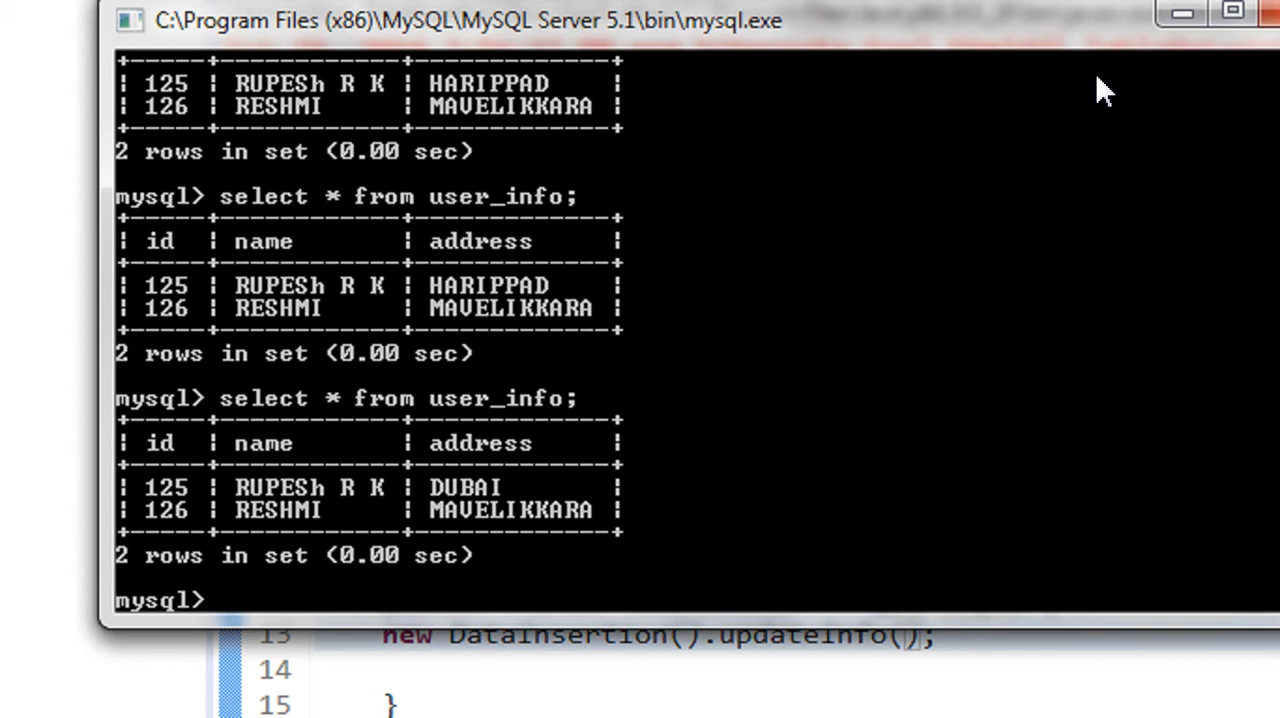 C:\Program Files (x86)\MySQL\MySQL Server 5.1\bin\mysql.exe
+-----+------------+-------------+
| 125 | RUPESh R K | HARIPPAD    |
| 126 | RESHMI     | MAVELIKKARA |
+-----+------------+-------------+
2 rows in set (0.00 sec)
mysql> select * from user_info;
+-----+------------+-------------+
| id  | name       | address     |
+-----+------------+-------------+
| 125 | RUPESh R K | HARIPPAD    |
| 126 | RESHMI     | MAVELIKKARA |
+-----+------------+-------------+
2 rows in set (0.00 sec)
mysql> select * from user_info;
+-----+------------+-------------+
| id  | name       | address     |
+-----+------------+-------------+
| 125 | RUPESh R K | DUBAI       |
| 126 | RESHMI     | MAVELIKKARA |
+-----+------------+-------------+
2 rows in set (0.00 sec)
mysql>
13 new DataInsertion().updateInfo();
14
15 }